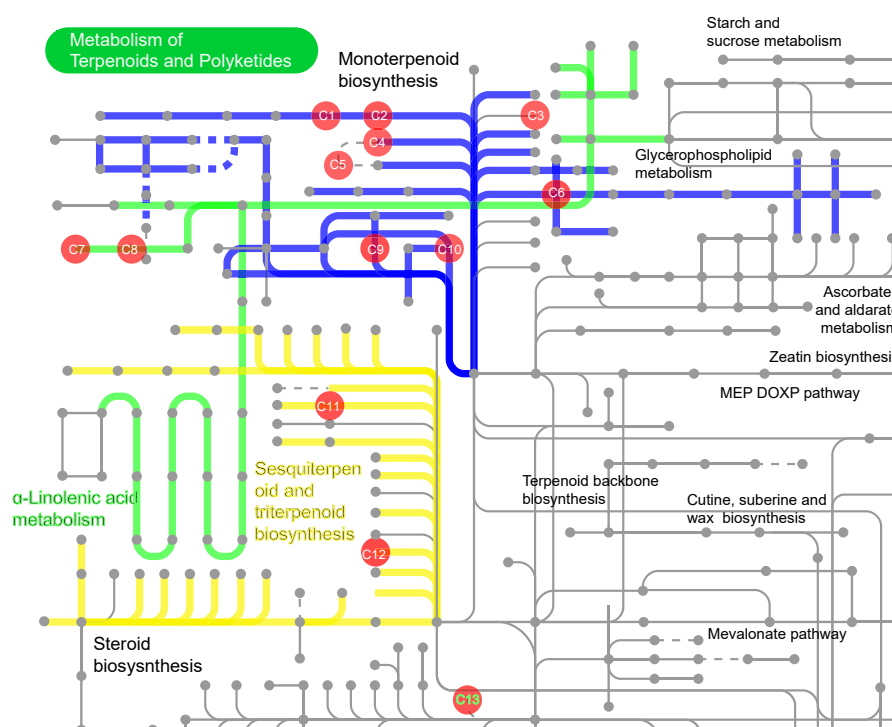 Metabolism of
Terpenoids and Polyketides
Starch and
sucrose metabolism
Monoterpenoid
biosynthesis
C1
C2
C3
C4
C5
Glycerophospholipid
metabolism
C6
C7
C8
C9
C10
Ascorbate
and aldarate
metabolism
Zeatin biosynthesi
MEP DOXP pathway
C11
Sesquiterpen
oid and
triterpenoid
biosynthesis
α-Linolenic acid
metabolism
Terpenoid backbone
bIosynthesis
Cutine, suberine and
wax biosynthesis
C12
Steroid
biosysnthesis
Mevalonate pathway
C13